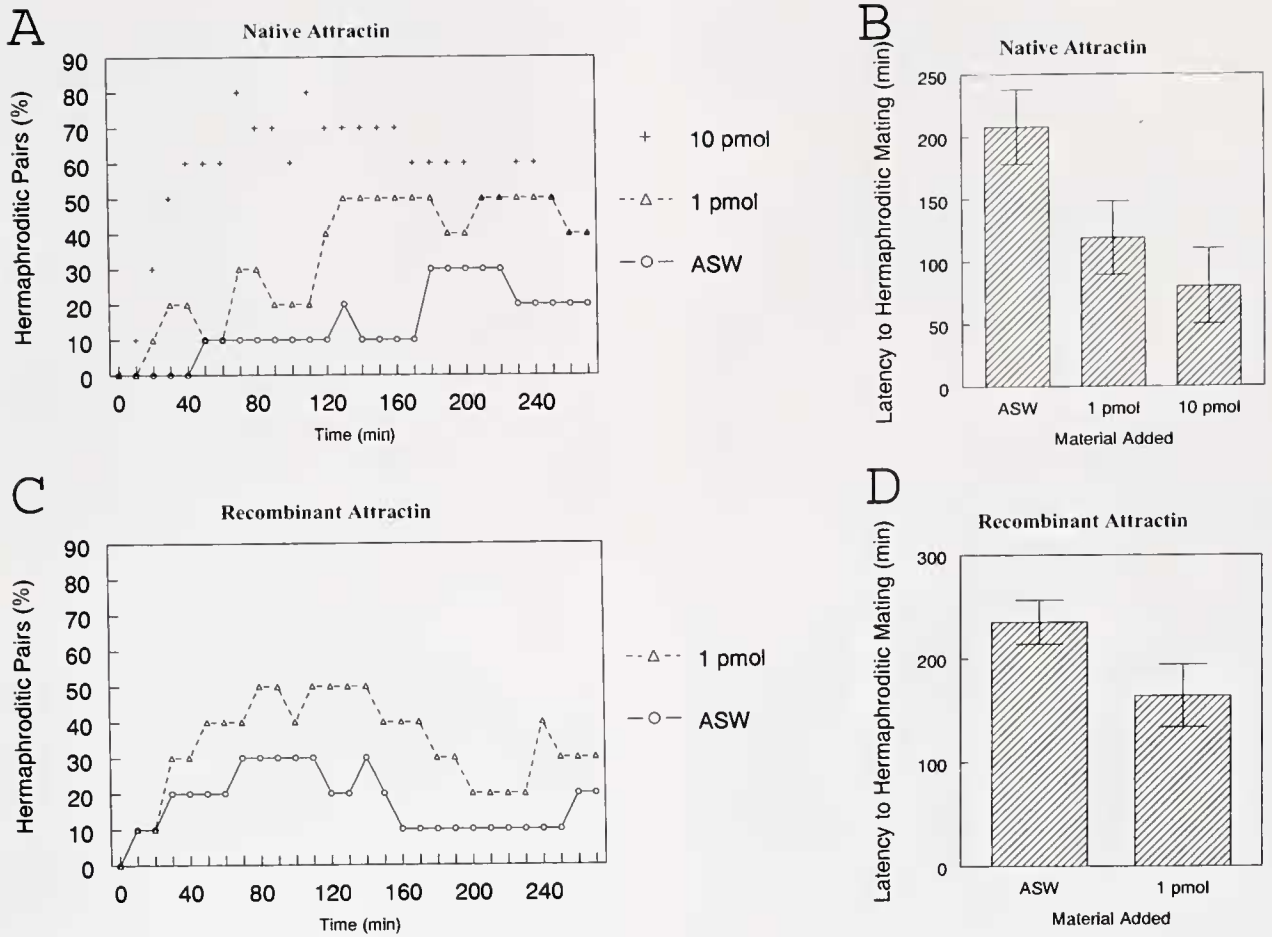 A
Native Attractin
Hermaphroditic Pairs (%)
90
80
70
60
50
40
30
20
10
0
0 40 80 120 160 200 240
Time (min)
+ 10 pmol
1 pmol
ASW
B
Native Attractin
Latency to Hermaphroditic Mating (min)
250
200
150
100
50
0
ASW 1 pmol 10 pmol
Material Added
C
Recombinant Attractin
Hermaphroditic Pairs (%)
90
80
70
60
50
40
30
20
10
0
0 40 80 120 160 200 240
Time (min)
1 pmol
ASW
D
Recombinant Attractin
Latency to Hermaphroditic Mating (min)
300
200
100
0
ASW 1 pmol
Material Added